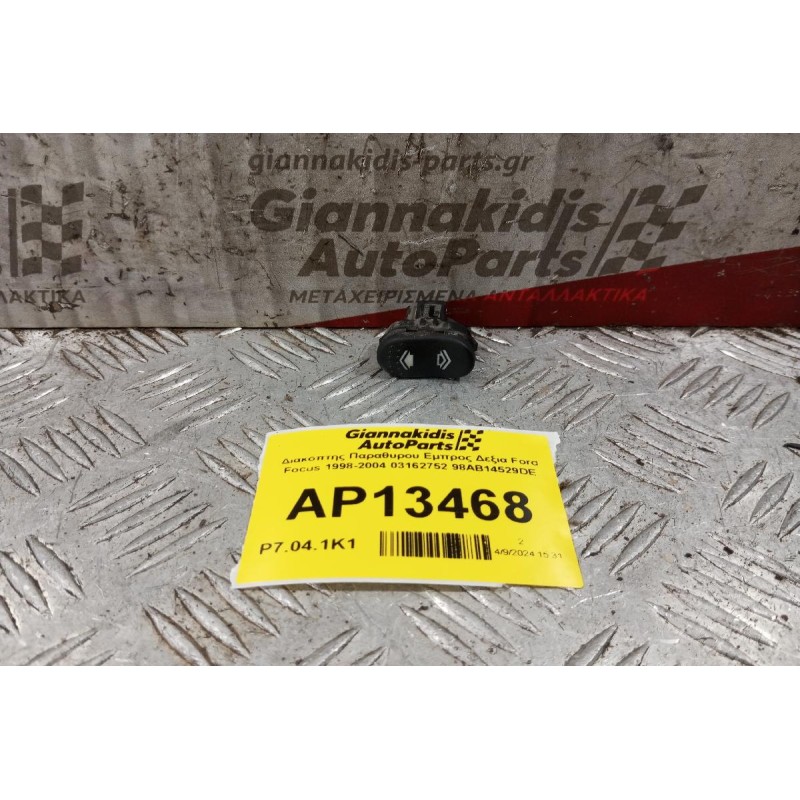 giannakidis-parts.gr
Giannakidis
AutoParts
ΜΕΤΑΧΕΙΡΙΣΜΕΝΑ ΑΝΤΑΛΛΑΚΤΙΚΑ
ΛΑΚΤΙΚΑ
Giannakidis
AutoParts
Διακοπτης Παραθυρου Εμπρος Δεξια Ford
Focus 1998-2004 03162752 98AB14529DE
AP13468
P7.04.1K1
2
4/9/2024 15:31